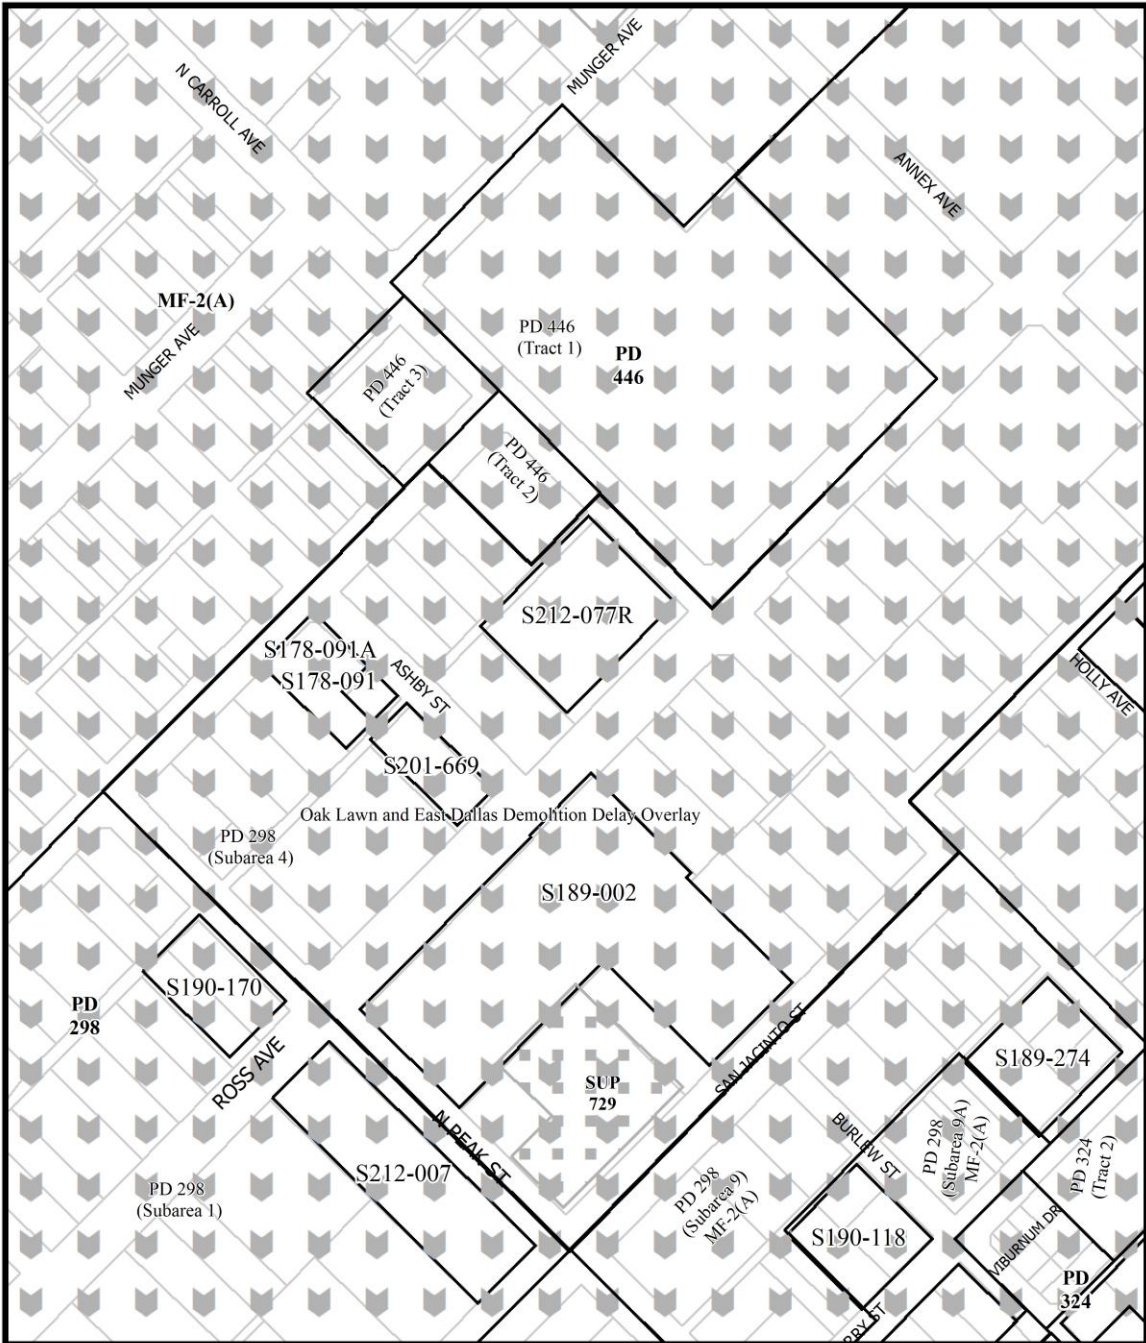 MUNGER AVE
N CARROLL AVE
ANNEX AVE
MF-2(A)
MUNGER AVE
PD 446
(Tract 1)
PD
446
PD 446
(Tract 3)
PD 446
(Tract 2)
S212-077R
S178-091A
S178-091
ASHBY ST
HOLLY AVE
S201-669
Oak Lawn and East Dallas Demolition Delay Overlay
PD 298
(Subarea 4)
S189-002
S190-170
PD
298
ROSS AVE
SAN JACINTO ST
SUP
729
S189-274
N PEAK ST
BURLEW ST
PD 298
(Subarea 9A)
MF-2(A)
PD 324
(Tract 2)
S212-007
PD 298
(Subarea 1)
PD 298
(Subarea 9)
MF-2(A)
S190-118
VIBURNUM DR
PD
324
RRY ST